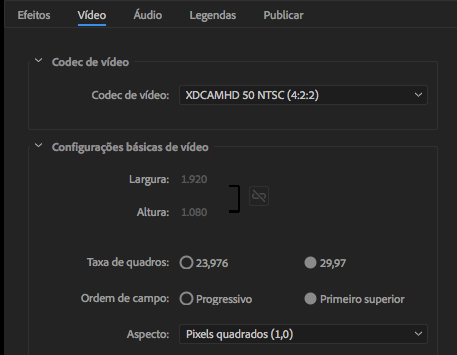 Efeitos Vídeo Áudio Legendas Publicar
Codec de vídeo
Codec de vídeo: XDCAMHD 50 NTSC (4:2:2)
Configurações básicas de vídeo
Largura: 1.920
Altura: 1.080
Taxa de quadros: 23,976 29,97
Ordem de campo: Progressivo Primeiro superior
Aspecto: Pixels quadrados (1,0)